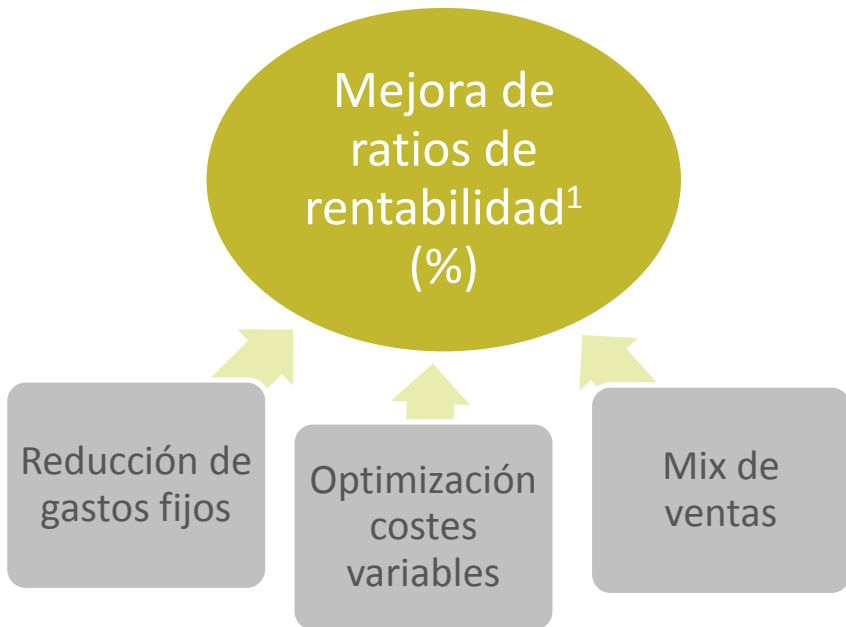 Mejora de
ratios de
rentabilidad¹
(%)
Reducción de
gastos fijos
Optimización
costes
variables
Mix de
ventas